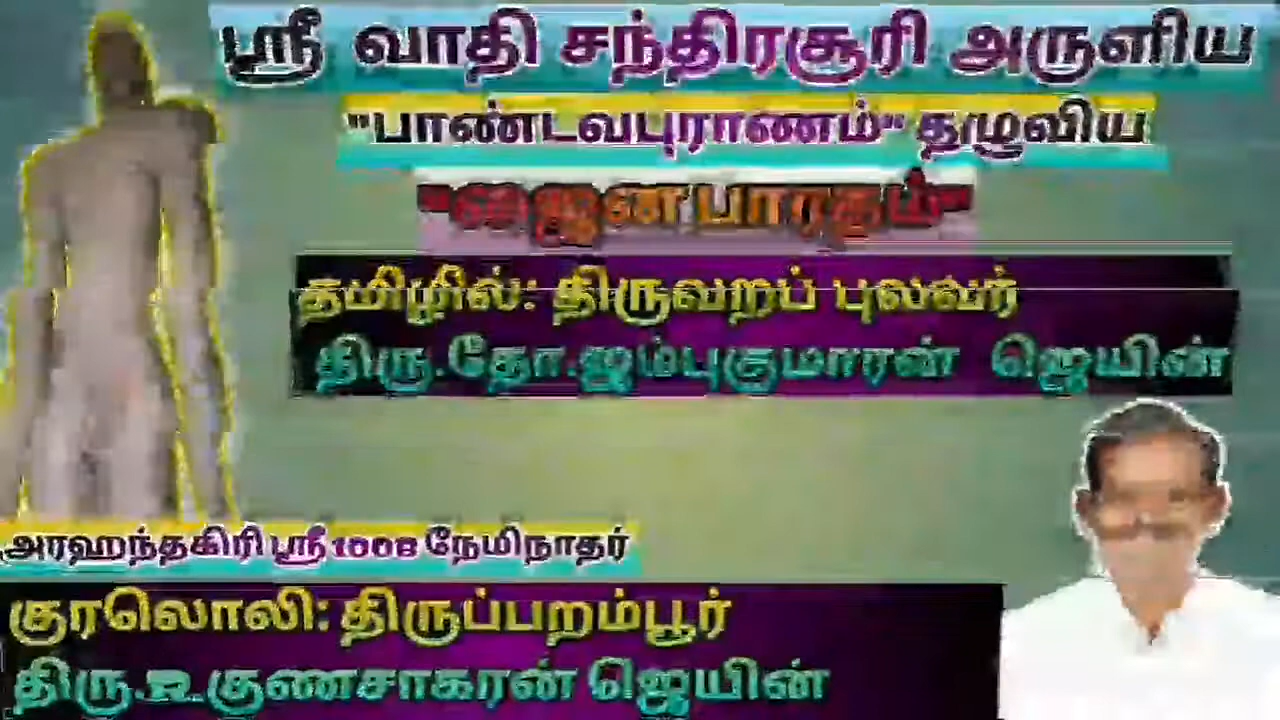 ஸ்ரீ வாதி சந்திரசூரி அருளிய
"பாண்டவபுராணம்" தழுவிய
"ஜைன பாரதம்"
தமிழில்: திருவறப் புலவர்
திரு.தோ.ஜம்புகுமாரன் ஜெயின்
அரஹந்தகிரி ஸ்ரீ 1008 நேமிநாதர்
குரலொலி: திருப்பறம்பூர்
திரு.உ.குணசாகரன் ஜெயின்